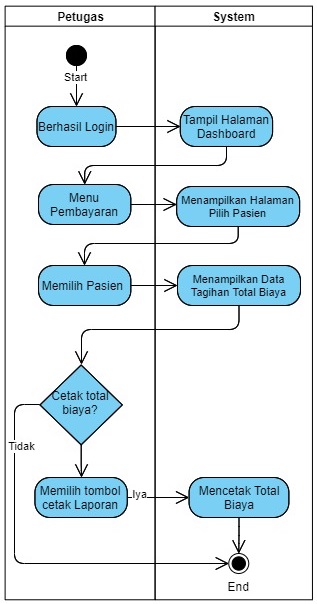 Petugas
System
Start
Berhasil Login
Tampil Halaman
Dashboard
Menu
Pembayaran
Menampilkan Halaman
Pilih Pasien
Memilih Pasien
Menampilkan Data
Tagihan Total Biaya
Cetak total
biaya?
Tidak
Memilih tombol
cetak Laporan
Iya
Mencetak Total
Biaya
End